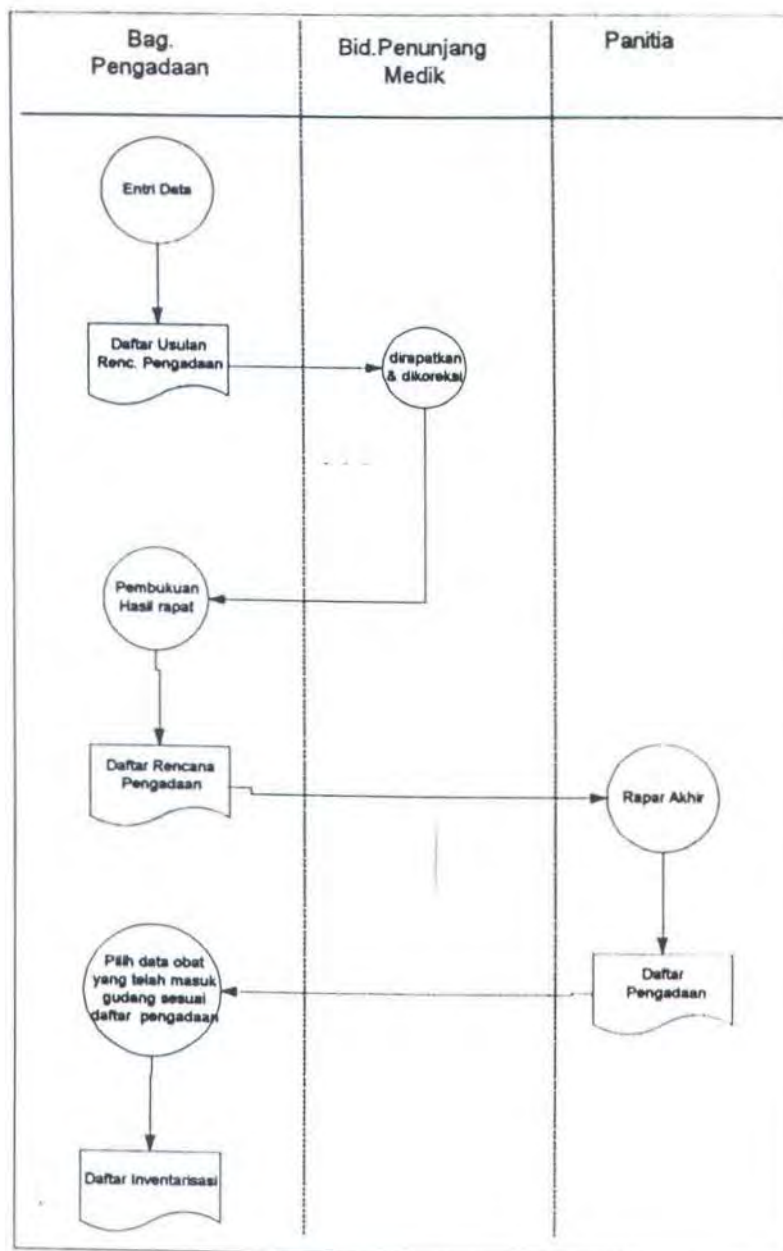 Bag.
Pengadaan
Bid.Penunjang
Medik
Panitia
Entri Data
Daftar Usulan
Renc. Pengadaan
dirapatkan
& dikoreksi
Pembukuan
Hasil rapat
Daftar Rencana
Pengadaan
Rapar Akhir
Pilih data obat
yang telah masuk
gudang sesuai
daftar pengadaan
Daftar
Pengadaan
Daftar Inventarisasi